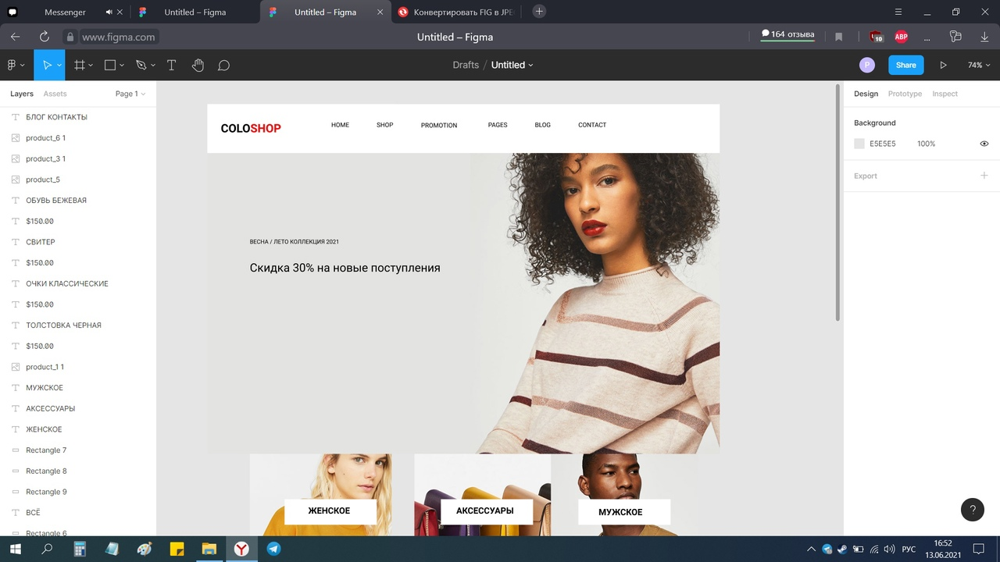 Messenger
Untitled – Figma
Untitled – Figma
Конвертировать FIG в JPE
www.figma.com
Untitled – Figma
164 отзыва
10
ABP
Drafts / Untitled
P
Share
74%
Layers
Assets
Page 1
БЛОГ КОНТАКТЫ
product_6 1
product_3 1
product_5
ОБУВЬ БЕЖЕВАЯ
$150.00
СВИТЕР
$150.00
ОЧКИ КЛАССИЧЕСКИЕ
$150.00
ТОЛСТОВКА ЧЕРНАЯ
$150.00
product_1 1
МУЖСКОЕ
АКСЕССУАРЫ
ЖЕНСКОЕ
Rectangle 7
Rectangle 8
Rectangle 9
ВСЁ
Rectangle 6
COLOSHOP
HOME
SHOP
PROMOTION
PAGES
BLOG
CONTACT
ВЕСНА / ЛЕТО КОЛЛЕКЦИЯ 2021
Скидка 30% на новые поступления
ЖЕНСКОЕ
АКСЕССУАРЫ
МУЖСКОЕ
Design
Prototype
Inspect
Background
E5E5E5
100%
Export
?
РУС
16:52
13.06.2021